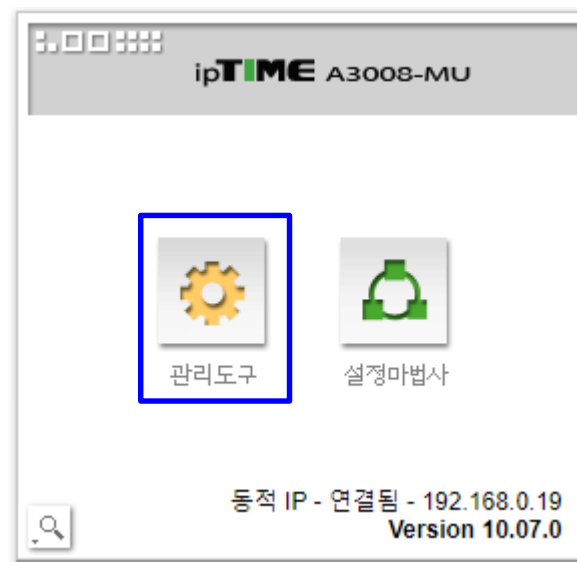 ipTIME A3008-MU
관리도구
설정마법사
동적 IP - 연결됨 - 192.168.0.19
Version 10.07.0